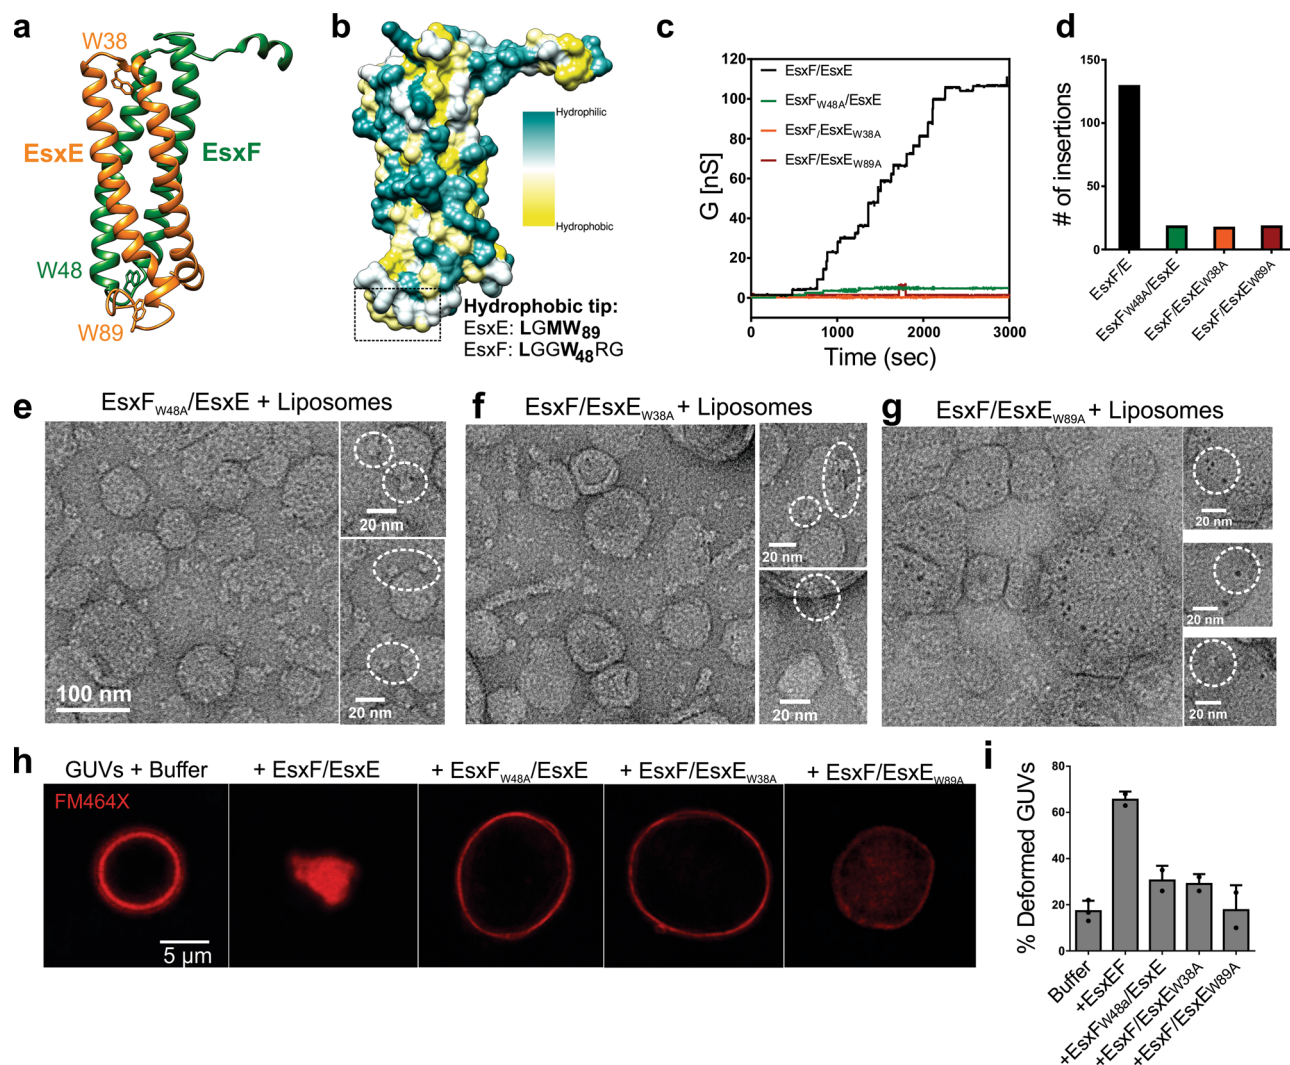 a
W38
EsxE
EsxF
W48
W89
b
Hydrophilic
Hydrophobic
Hydrophobic tip:
EsxE: LGMW89
EsxF: LGGW48RG
c
G [nS]
120
100
80
60
40
20
0
EsxF/EsxE
EsxFW48A/EsxE
EsxF/EsxEW38A
EsxF/EsxEW89A
0
1000
2000
3000
Time (sec)
d
# of insertions
150
100
50
0
EsxF/E
EsxFW48A/EsxE
EsxF/EsxEW38A
EsxF/EsxEW89A
e
EsxFW48A/EsxE + Liposomes
100 nm
20 nm
20 nm
f
EsxF/EsxEW38A + Liposomes
20 nm
20 nm
g
EsxF/EsxEW89A + Liposomes
20 nm
20 nm
20 nm
h
GUVs + Buffer
+ EsxF/EsxE
+ EsxFW48A/EsxE
+ EsxF/EsxEW38A
+ EsxF/EsxEW89A
FM464X
5 µm
i
% Deformed GUVs
80
60
40
20
0
Buffer
+EsxEF
+EsxFW48a/EsxE
+EsxF/EsxEW38A
+EsxF/EsxEW89A